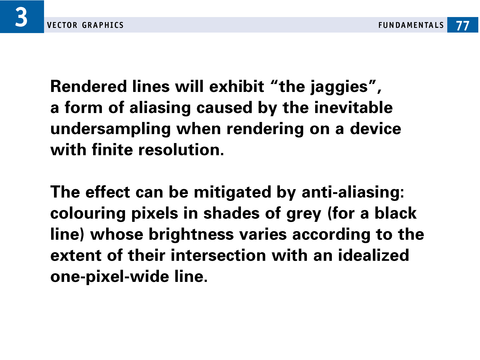 3
VECTOR GRAPHICS
FUNDAMENTALS 77
Rendered lines will exhibit “the jaggies”,
a form of aliasing caused by the inevitable
undersampling when rendering on a device
with finite resolution.
The effect can be mitigated by anti-aliasing:
colouring pixels in shades of grey (for a black
line) whose brightness varies according to the
extent of their intersection with an idealized
one-pixel-wide line.